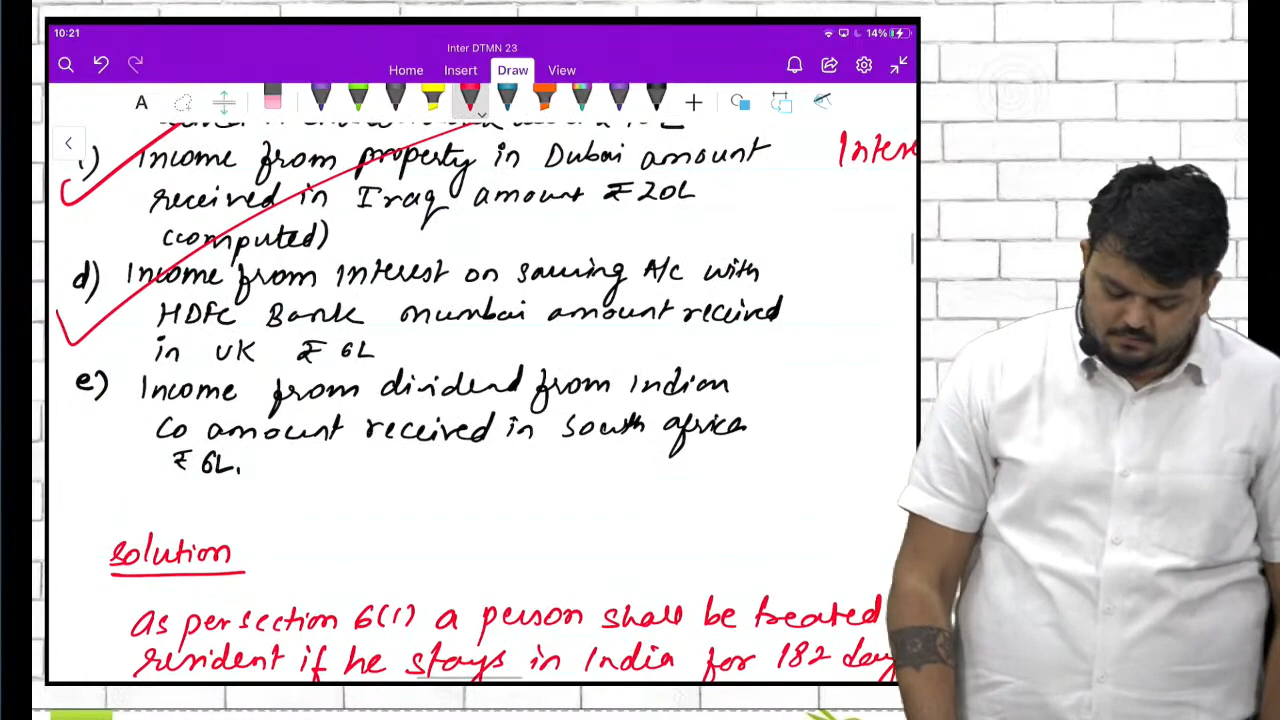 10:21
14%
Inter DTMN 23
Home Insert Draw View
A
i) Income from property in Dubai amount
received in Iraq amount ₹ 20L
(computed)
Intere
d) Income from Interest on saving A/c with
HDFC Bank mumbai amount received
in UK ₹ 6L
e) Income from dividend from Indian
Co amount received in South africa
₹ 6L.
Solution
As per section 6(1) a person shall be treated
resident if he stays in India for 182 day